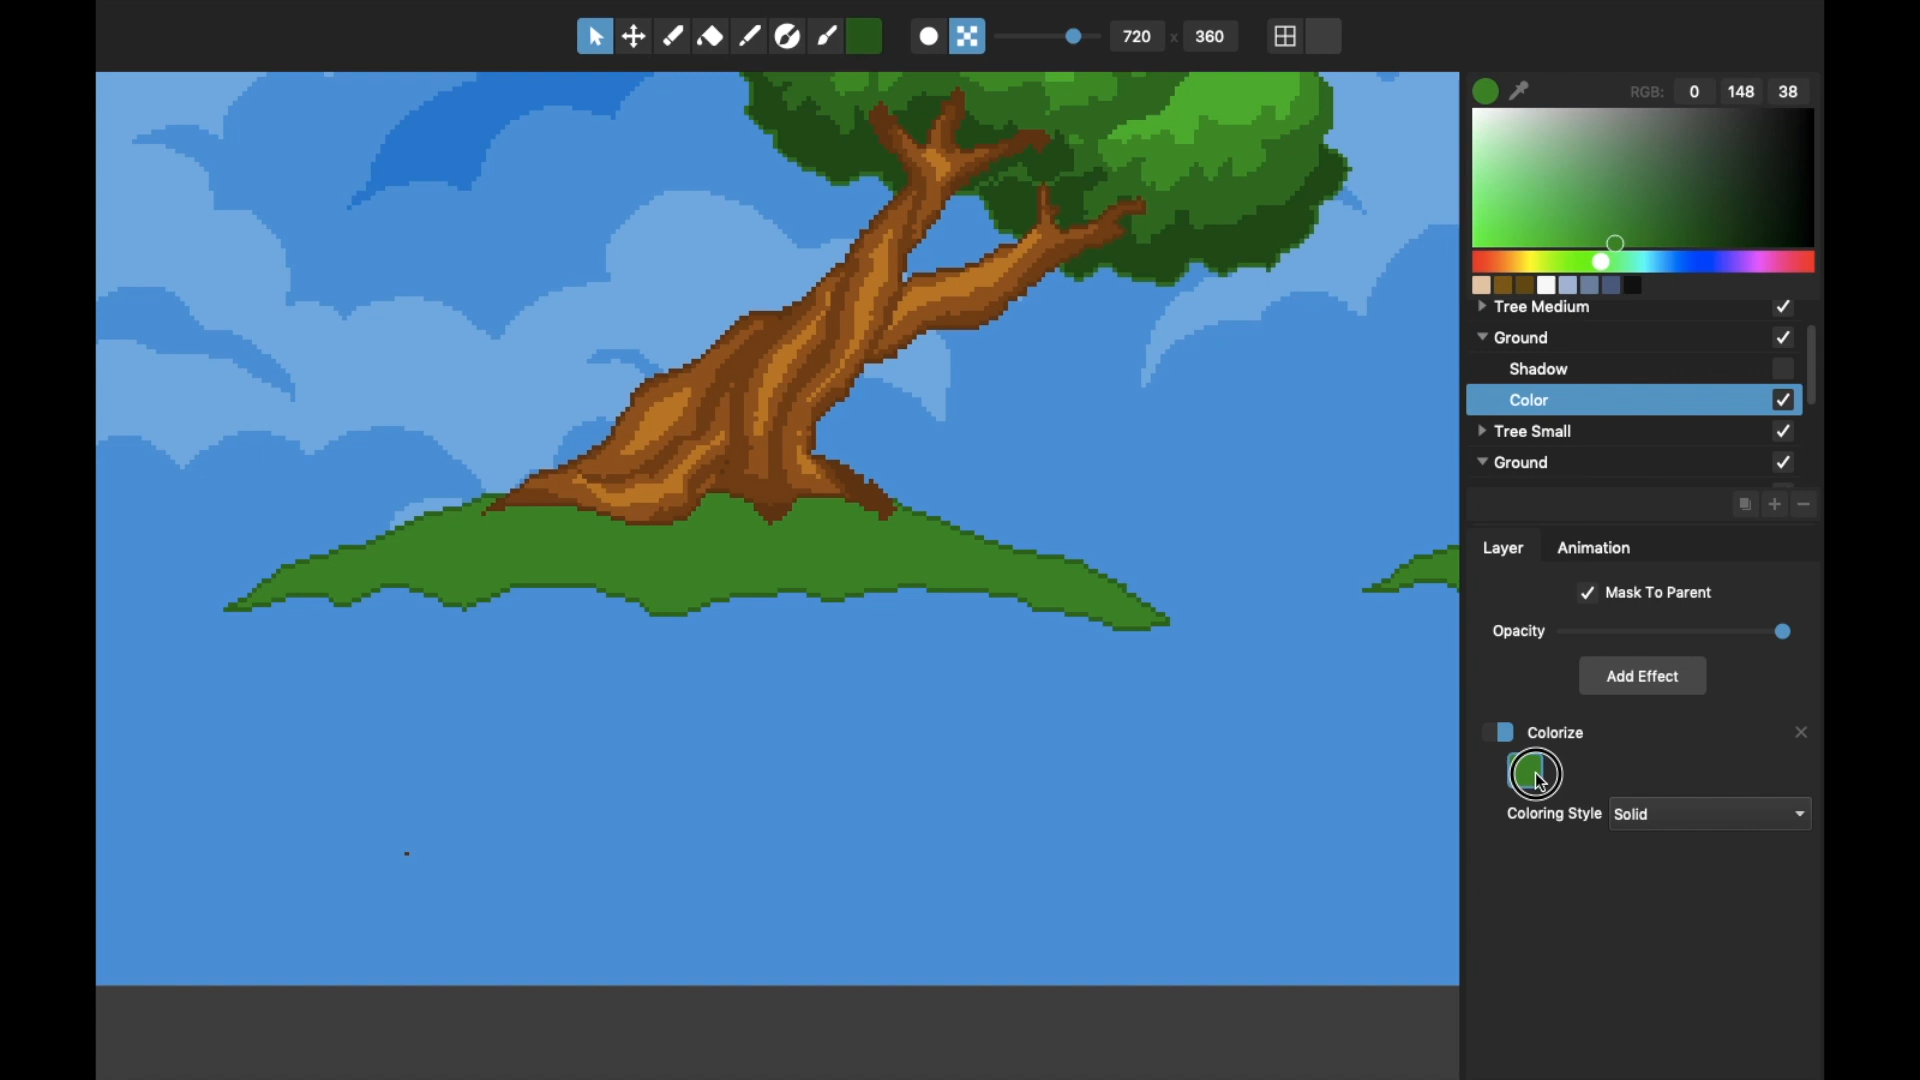 720 x 360
RGB: 0 148 38
Tree Medium
Ground
Shadow
Color
Tree Small
Ground
Layer Animation
Mask To Parent
Opacity
Add Effect
Colorize
Coloring Style Solid